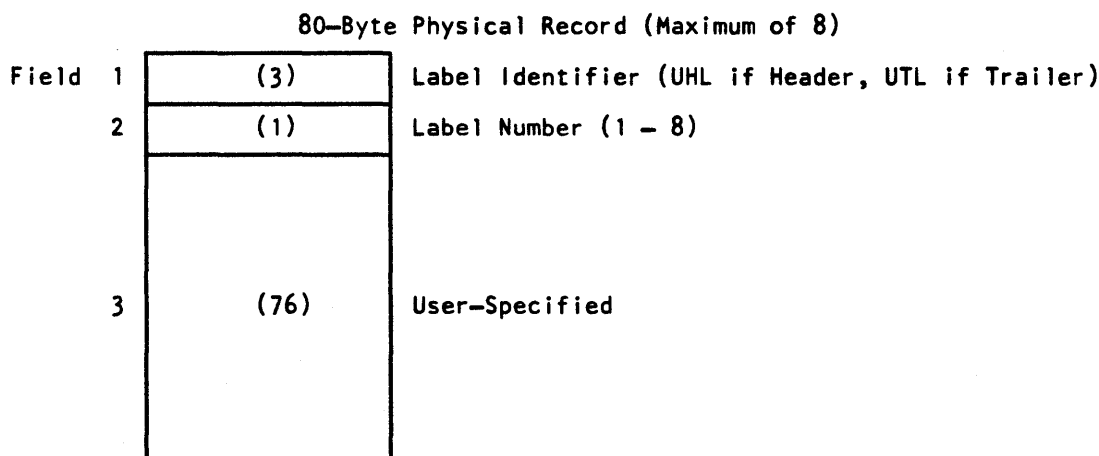 80–Byte Physical Record (Maximum of 8)
Field 1 (3) Label Identifier (UHL if Header, UTL if Trailer)
2 (1) Label Number (1 – 8)
3 (76) User–Specified